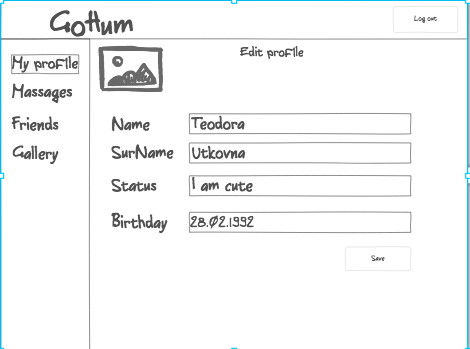 Gollum
Log out
Edit profile
My profile
Massages
Friends
Gallery
Name
Teodora
SurName
Utkovna
Status
I am cute
Birthday
28.02.1992
Save